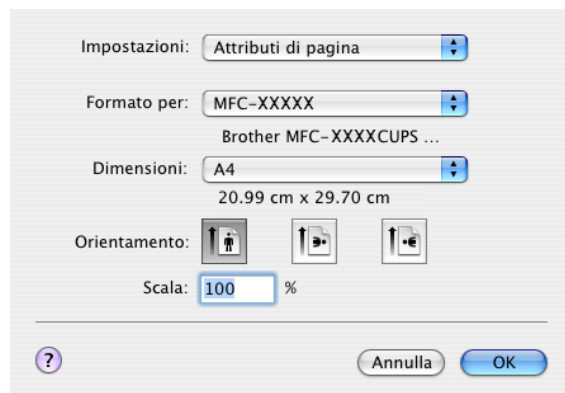 Impostazioni: Attributi di pagina
Formato per: MFC-XXXXX
Brother MFC-XXXXCUPS ...
Dimensioni: A4
20.99 cm x 29.70 cm
Orientamento:
Scala: 100 %
? Annulla OK